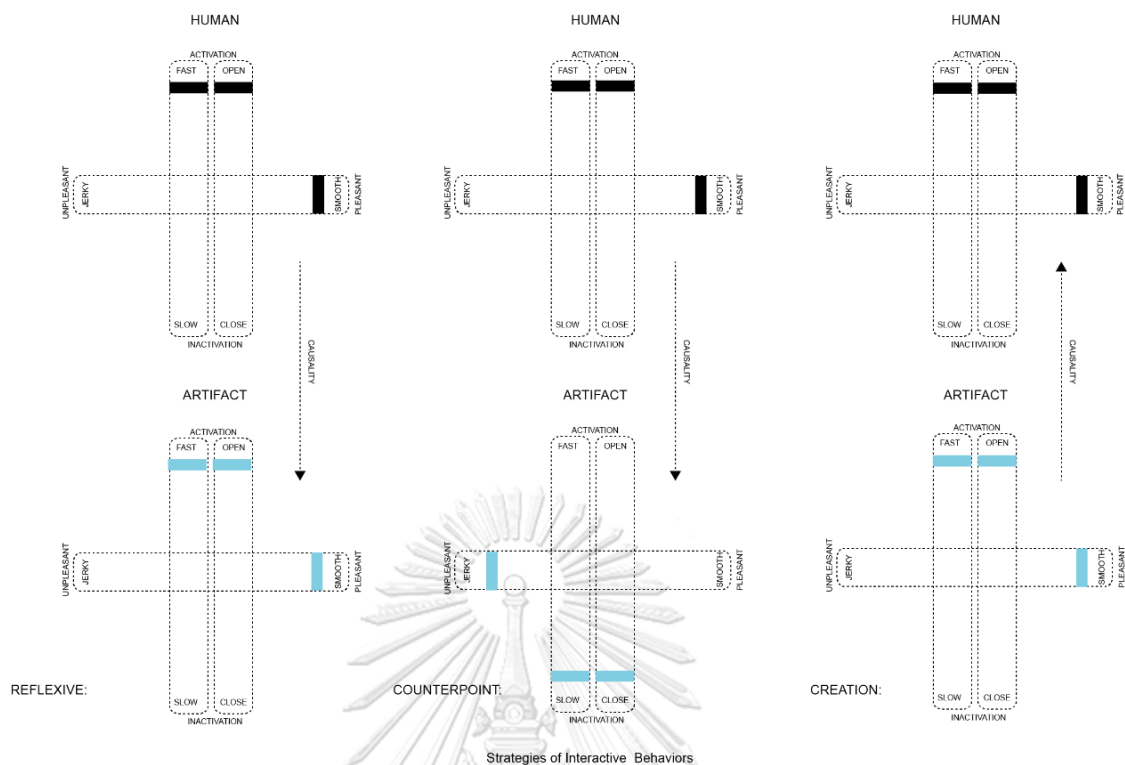 HUMAN
ACTIVATION
FAST OPEN
UNPLEASANT
JERKY
SMOOTH
PLEASANT
SLOW CLOSE
INACTIVATION
CAUSALITY
ARTIFACT
ACTIVATION
FAST OPEN
UNPLEASANT
JERKY
SMOOTH
PLEASANT
REFLEXIVE:
SLOW CLOSE
INACTIVATION
HUMAN
ACTIVATION
FAST OPEN
UNPLEASANT
JERKY
SMOOTH
PLEASANT
SLOW CLOSE
INACTIVATION
CAUSALITY
ARTIFACT
ACTIVATION
FAST OPEN
UNPLEASANT
JERKY
SMOOTH
PLEASANT
COUNTERPOINT:
SLOW CLOSE
INACTIVATION
HUMAN
ACTIVATION
FAST OPEN
UNPLEASANT
JERKY
SMOOTH
PLEASANT
SLOW CLOSE
INACTIVATION
CAUSALITY
ARTIFACT
ACTIVATION
FAST OPEN
UNPLEASANT
JERKY
SMOOTH
PLEASANT
CREATION:
SLOW CLOSE
INACTIVATION
Strategies of Interactive Behaviors